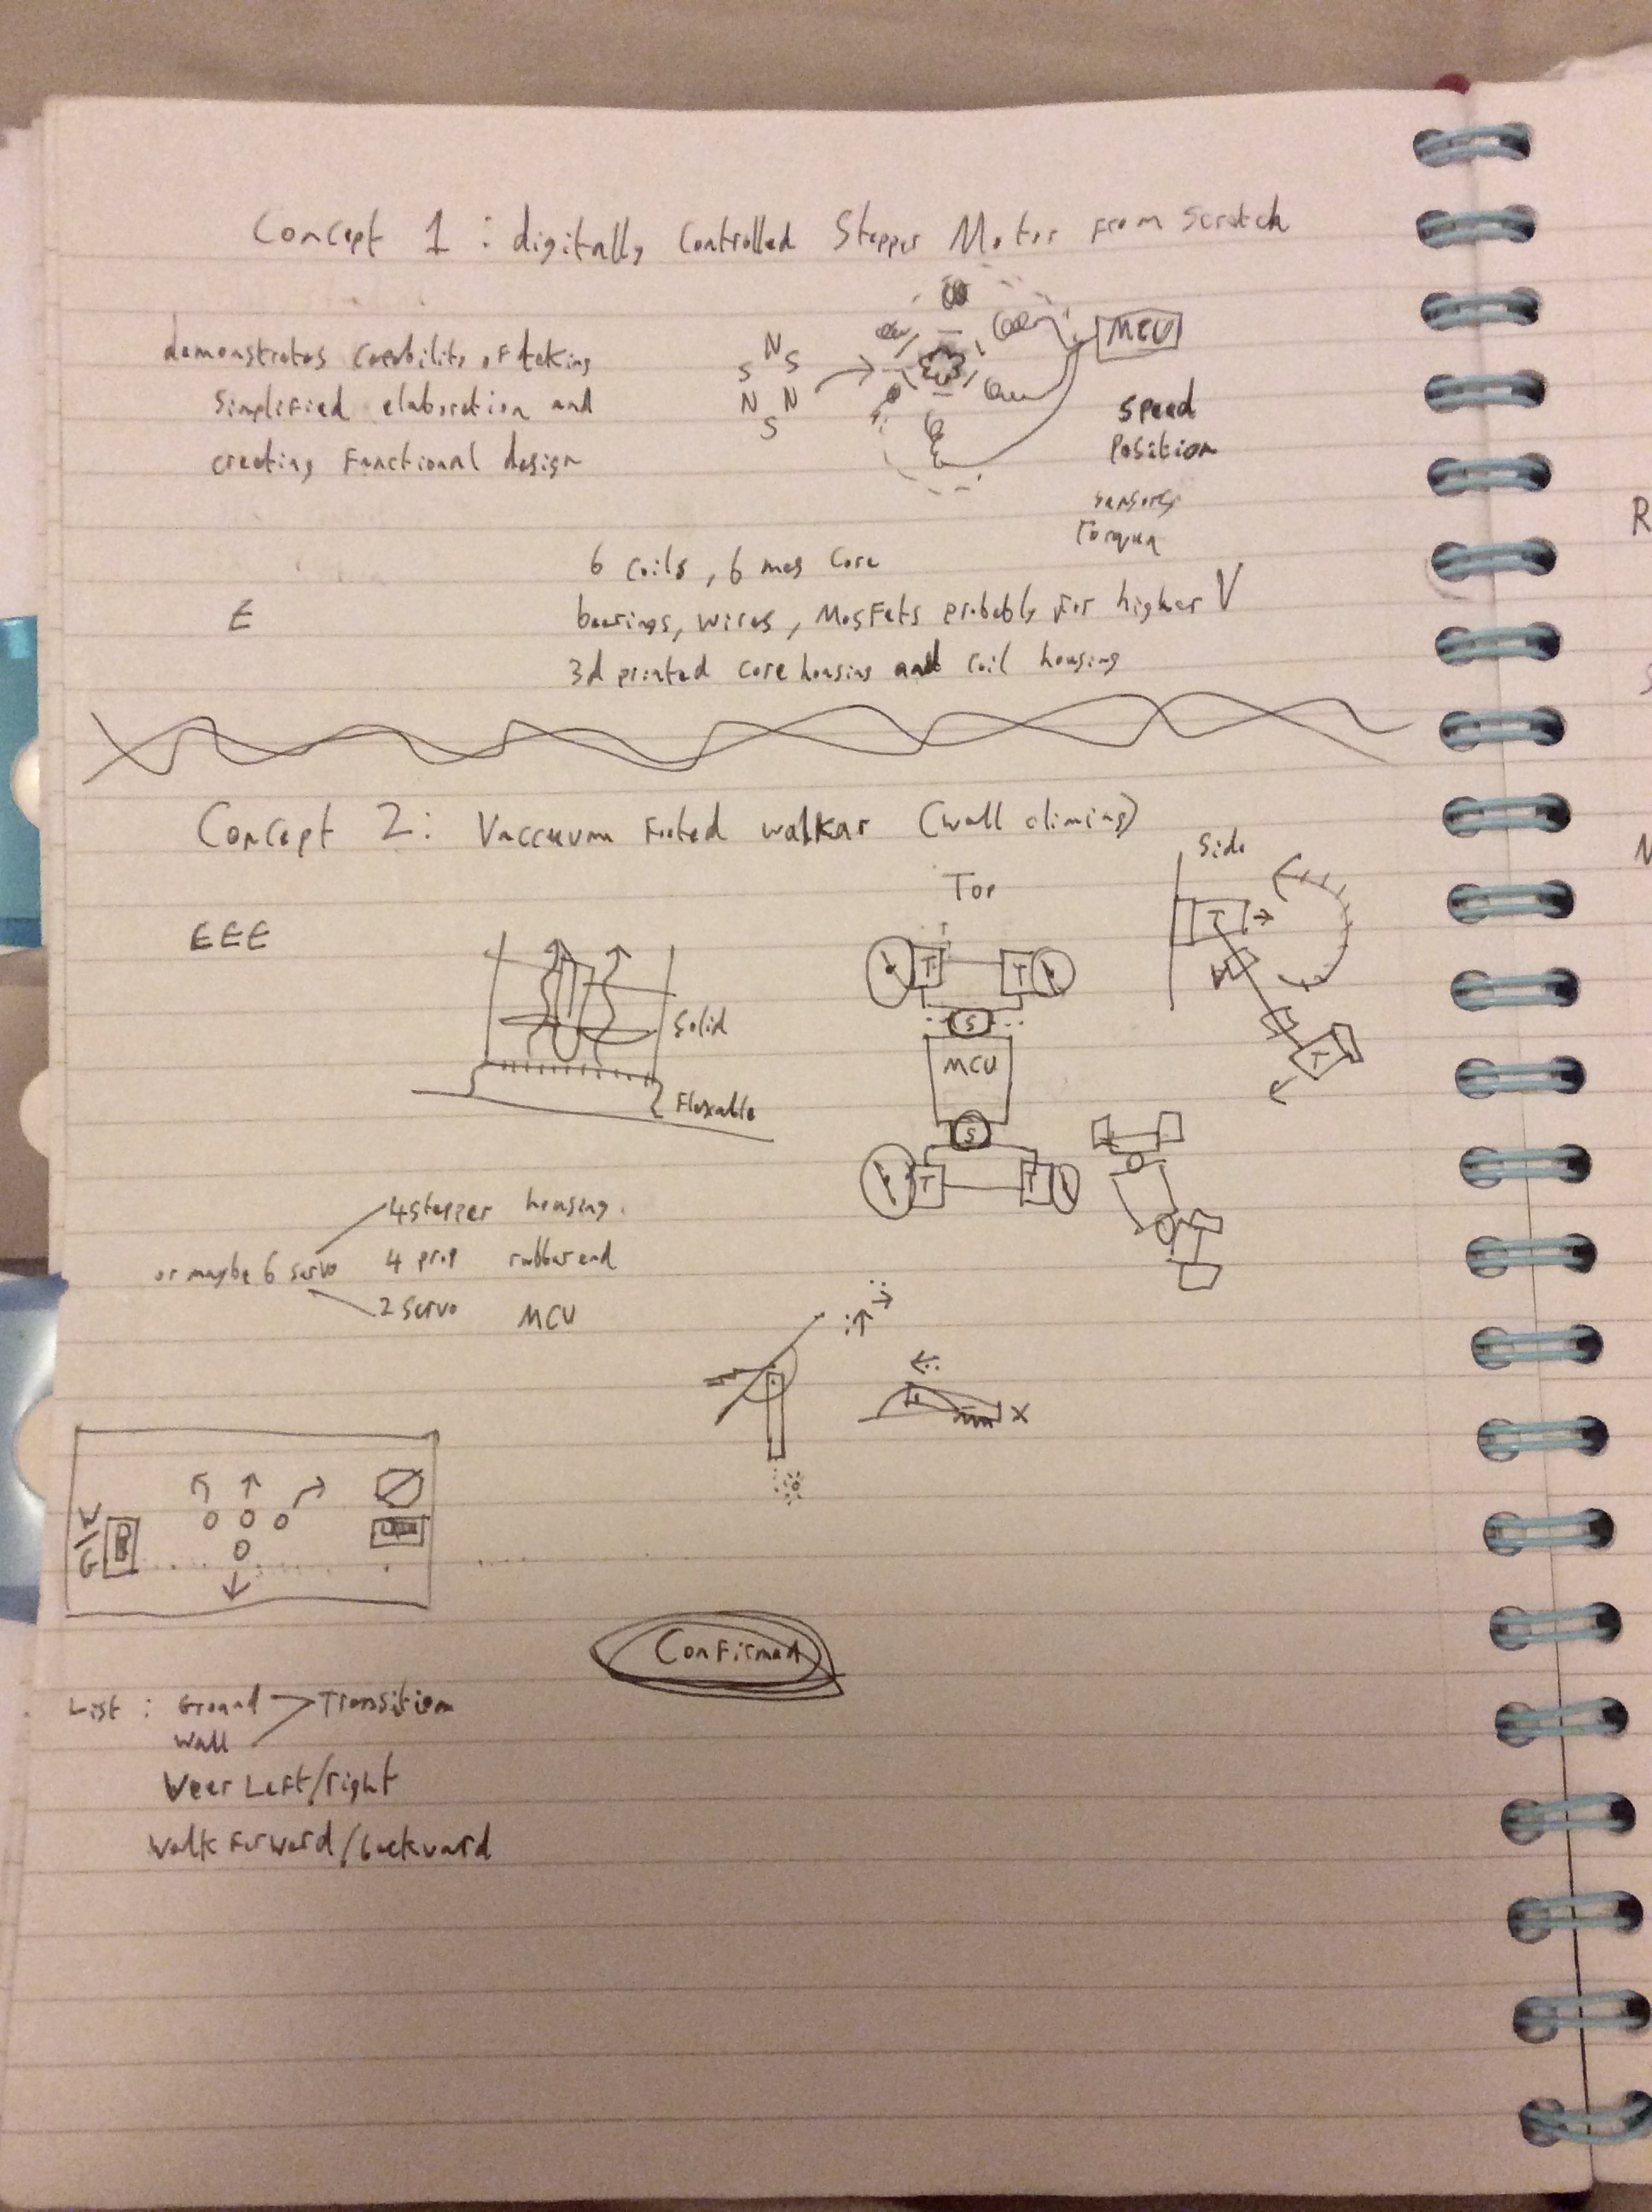 Concept 1 : digitally Controlled Stepper Motor From Scratch
demonstrates capability of taking
simplified elaboration and
creating Functional design
N
S S
N N
S
MCU
Speed
Position
sensors
Torque
6 coils, 6 mag core
E
bearings, wires, Mosfets probably For higher V
3d printed core housing and coil housing
Concept 2: Vaccuum Footed walkar (wall climing)
Side
Top
EEE
T
T T
S
MCU
S
T T
T
Solid
Flexable
4 stepper housing.
or maybe 6 servo 4 prop rubber end
2 servo MCU
X
W/G
Confirmed
List : Ground Transition
Wall
Veer Left/right
Walk Forward/backward
R